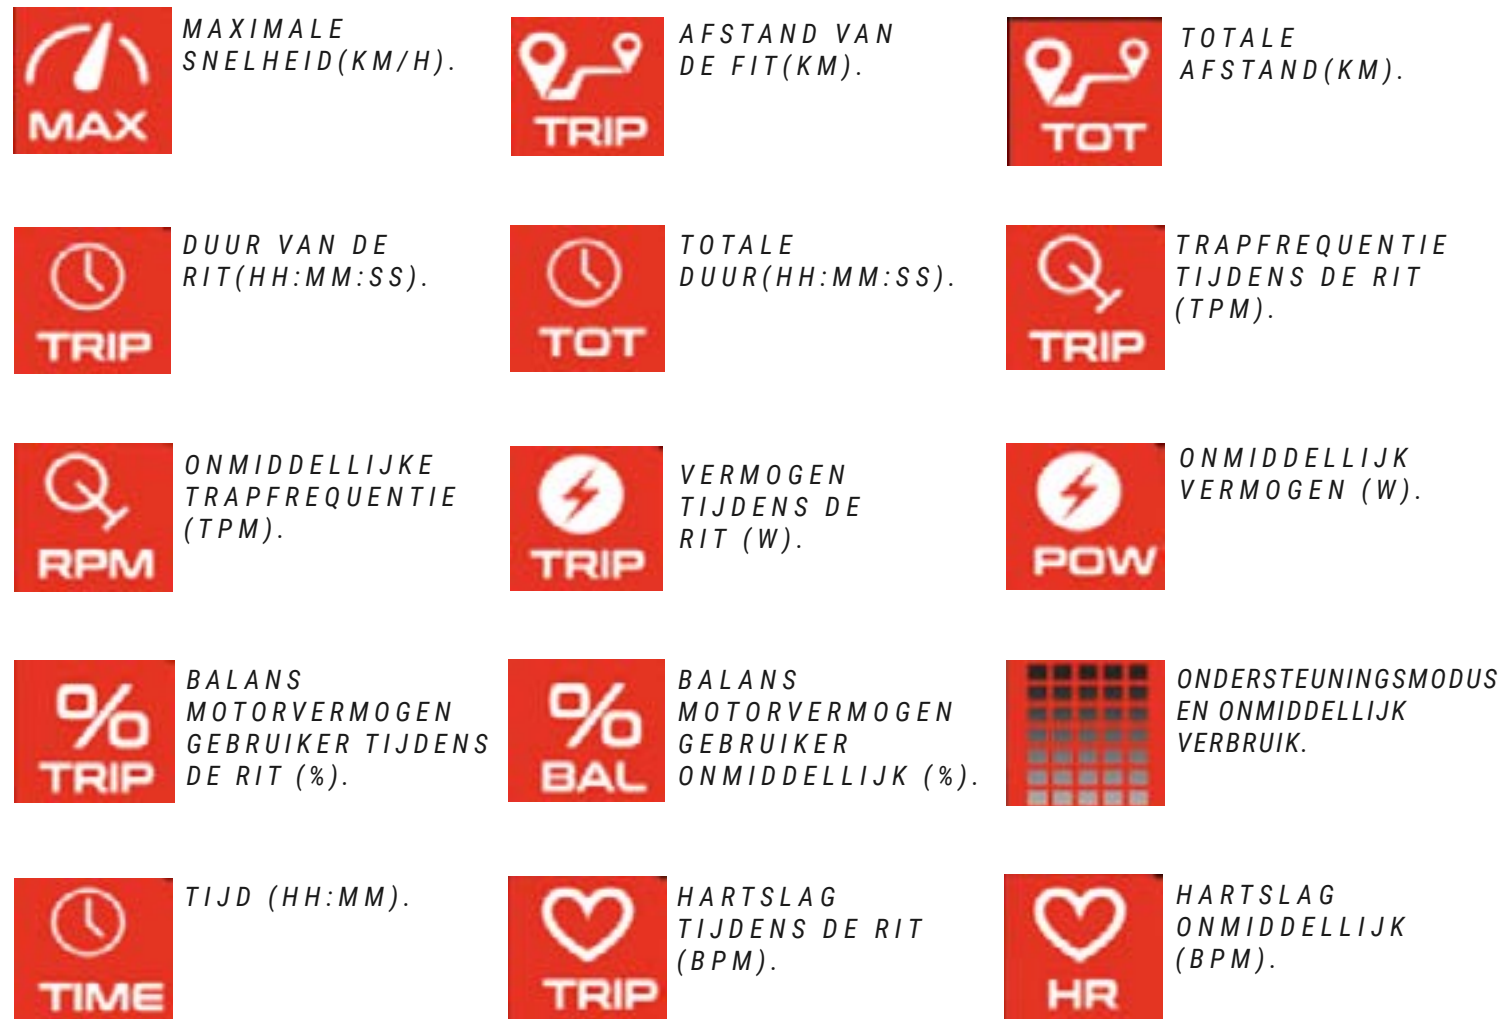 MAX
MAXIMALE
SNELHEID(KM/H).
TRIP
AFSTAND VAN
DE FIT(KM).
TOT
TOTALE
AFSTAND(KM).
TRIP
DUUR VAN DE
RIT(HH:MM:SS).
TOT
TOTALE
DUUR(HH:MM:SS).
TRIP
TRAPFREQUENTIE
TIJDENS DE RIT
(TPM).
RPM
ONMIDDELLIJKE
TRAPFREQUENTIE
(TPM).
TRIP
VERMOGEN
TIJDENS DE
RIT (W).
POW
ONMIDDELLIJK
VERMOGEN (W).
%
TRIP
BALANS
MOTORVERMOGEN
GEBRUIKER TIJDENS
DE RIT (%).
%
BAL
BALANS
MOTORVERMOGEN
GEBRUIKER
ONMIDDELLIJK (%).
ONDERSTEUNINGSMODUS
EN ONMIDDELLIJK
VERBRUIK.
TIME
TIJD (HH:MM).
TRIP
HARTSLAG
TIJDENS DE RIT
(BPM).
HR
HARTSLAG
ONMIDDELLIJK
(BPM).